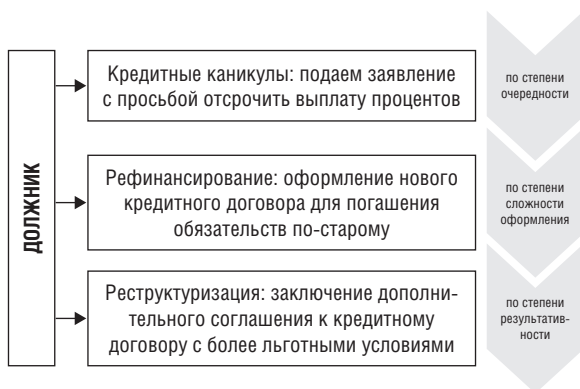 ДОЛЖНИК
Кредитные каникулы: подаем заявление
с просьбой отсрочить выплату процентов
по степени
очередности
Рефинансирование: оформление нового
кредитного договора для погашения
обязательств по-старому
по степени
сложности
оформления
Реструктуризация: заключение дополни-
тельного соглашения к кредитному
договору с более льготными условиями
по степени
результатив-
ности